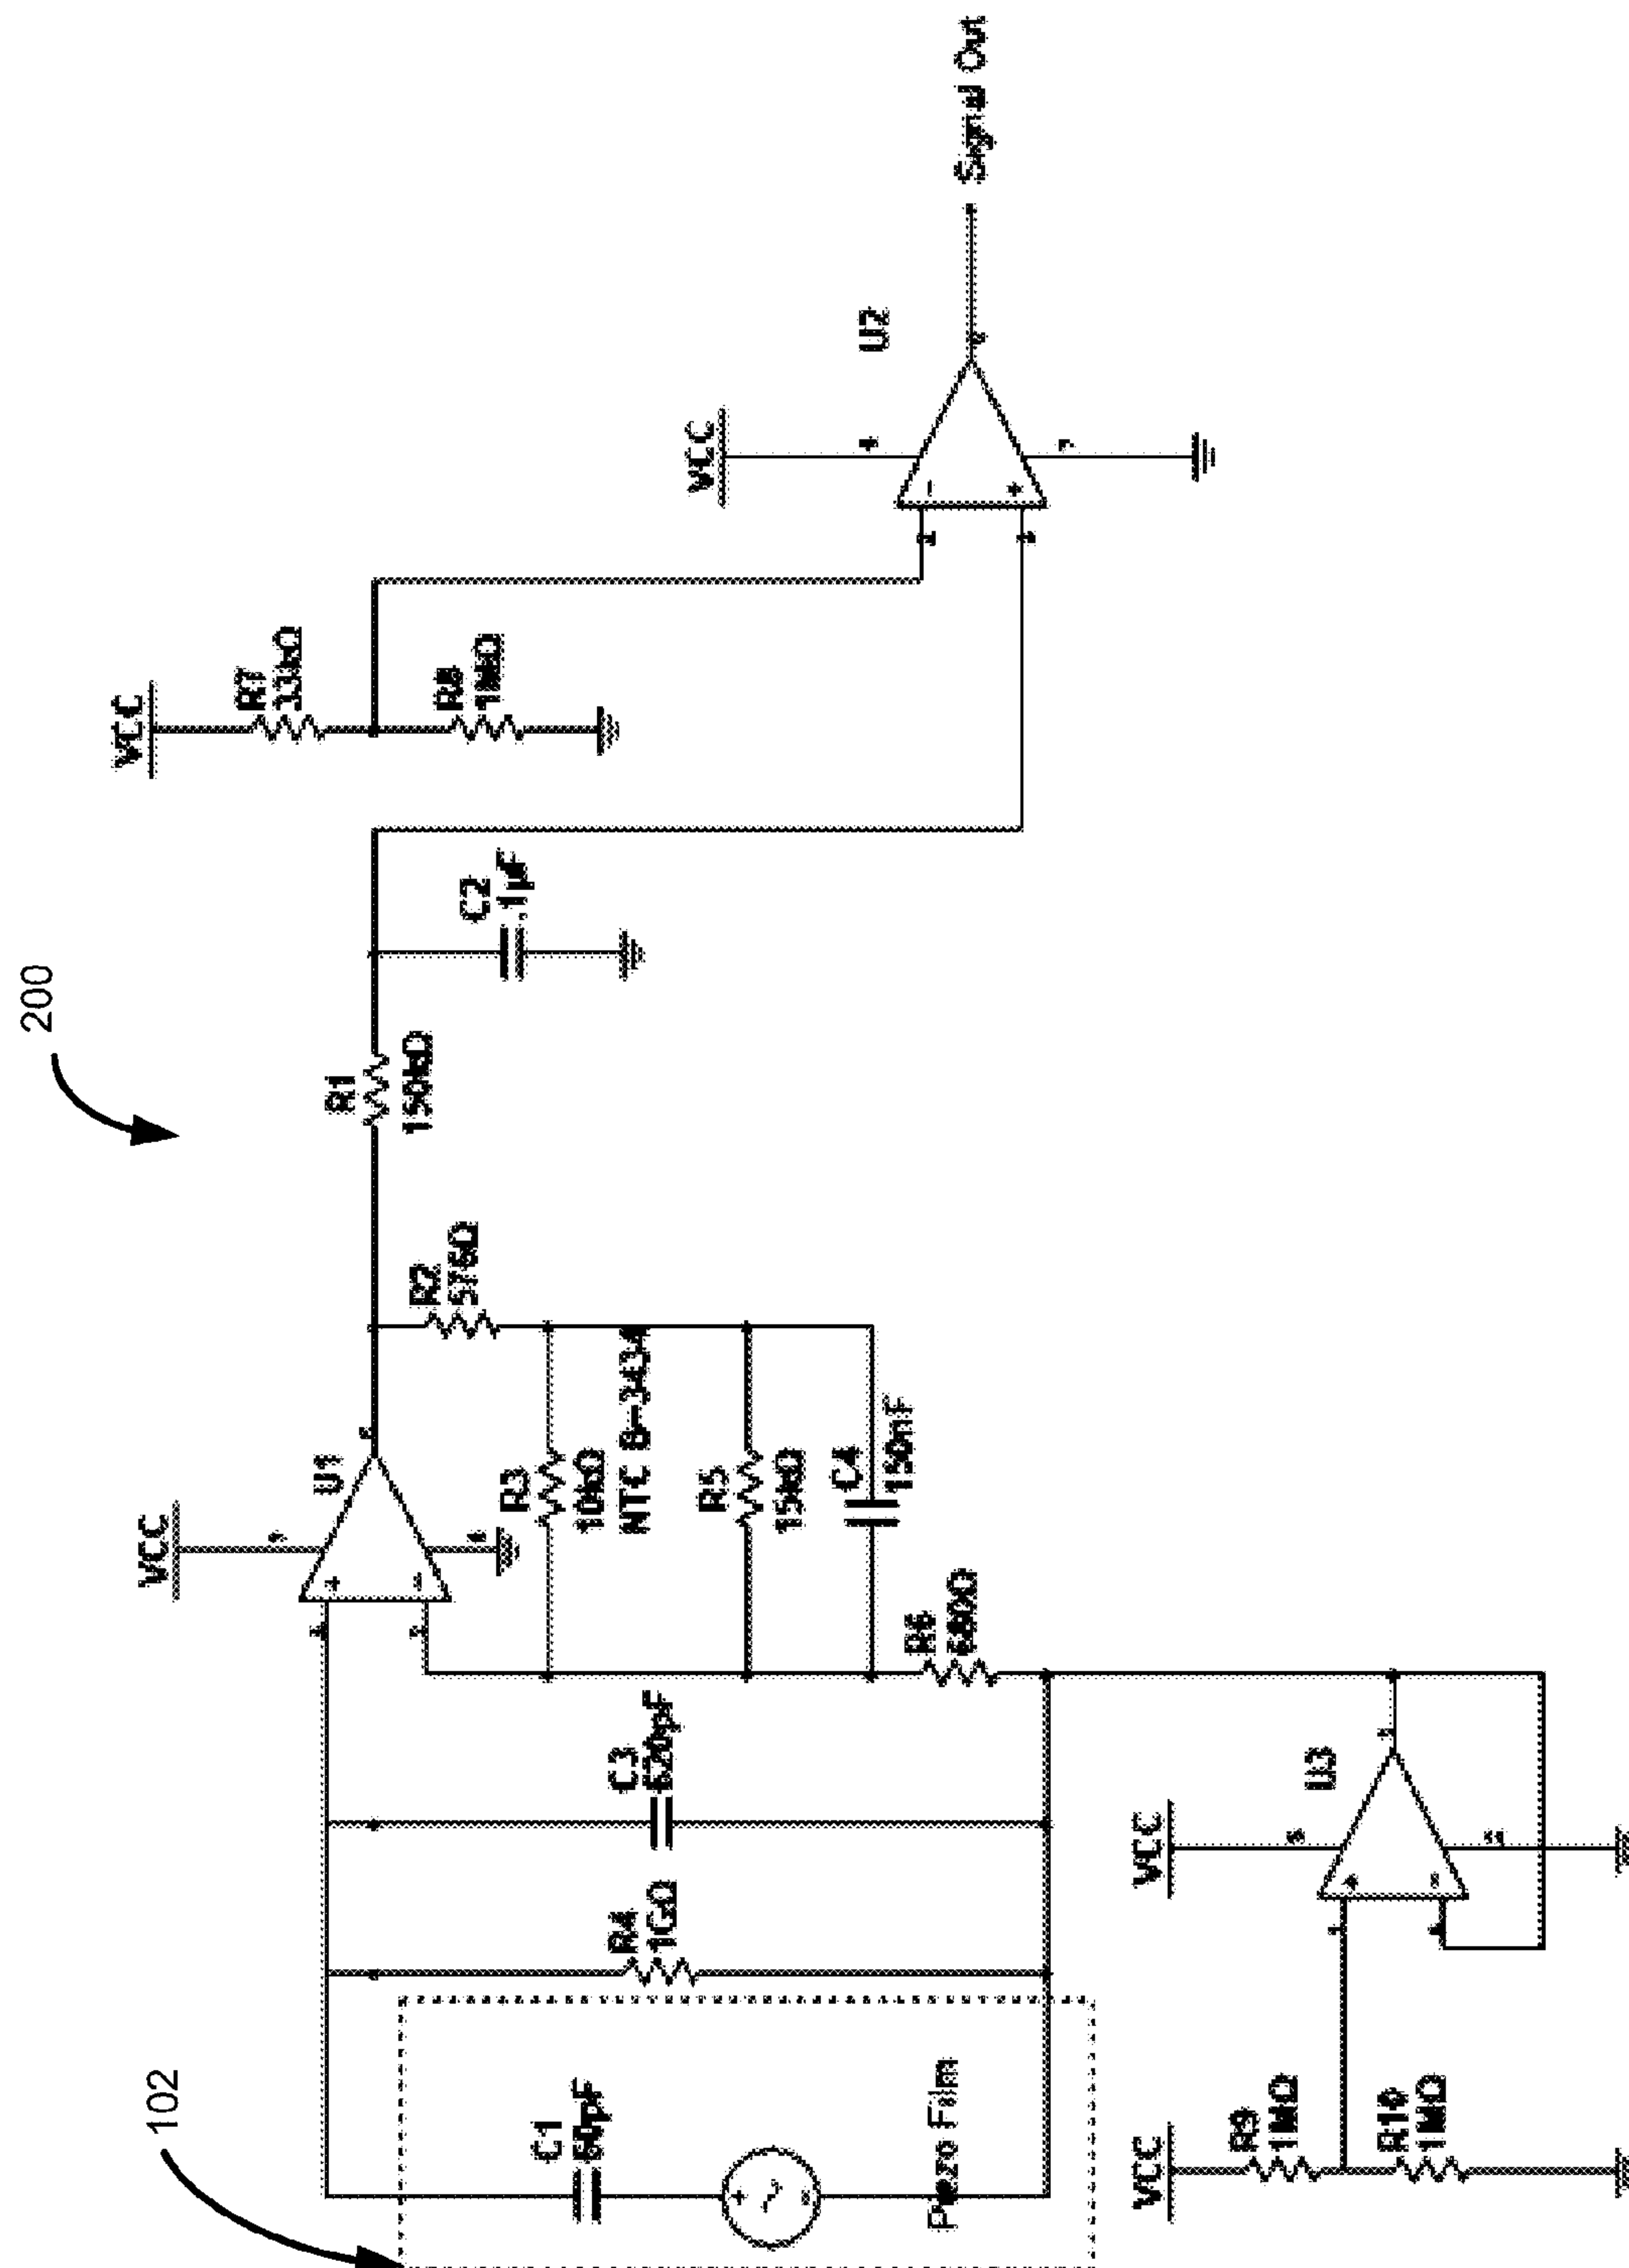 200
102
VCC
U1
R2
576Ω
R3
10kΩ
NTC B=3434
R5
15kΩ
C4
150nF
R6
680Ω
C3
620pF
R4
1GΩ
C1
60pF
Piezo Film
VCC
R9
1MΩ
R10
1MΩ
VCC
U3
R1
150kΩ
C2
.1µF
VCC
R7
33kΩ
R8
1MΩ
VCC
U2
Signal Out